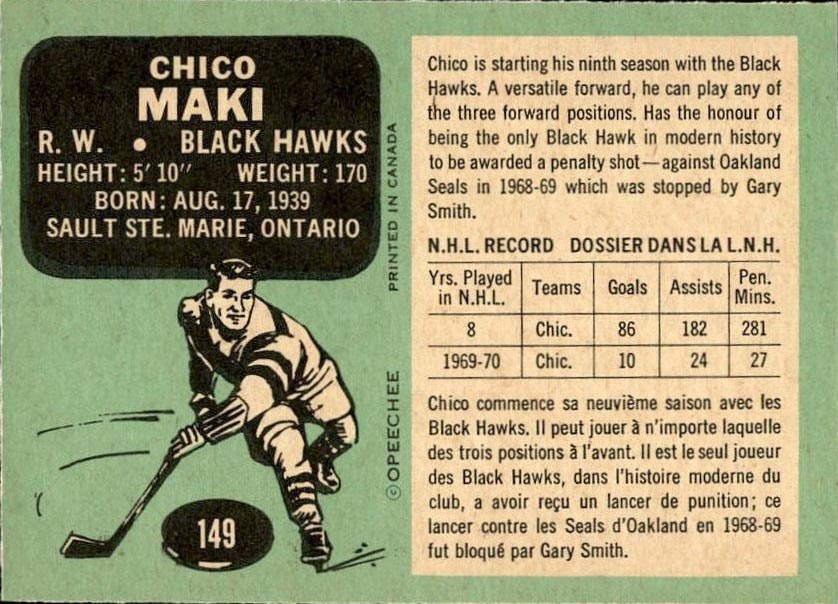 CHICO
MAKI
R. W. • BLACK HAWKS
HEIGHT: 5' 10'' WEIGHT: 170
BORN: AUG. 17, 1939
SAULT STE. MARIE, ONTARIO
149
PRINTED IN CANADA
©OPEECHEE
Chico is starting his ninth season with the Black
Hawks. A versatile forward, he can play any of
the three forward positions. Has the honour of
being the only Black Hawk in modern history
to be awarded a penalty shot—against Oakland
Seals in 1968-69 which was stopped by Gary
Smith.
N.H.L. RECORD DOSSIER DANS LA L.N.H.
Yrs. Played in N.H.L. Teams Goals Assists Pen. Mins.
8 Chic. 86 182 281
1969-70 Chic. 10 24 27
Chico commence sa neuvième saison avec les
Black Hawks. Il peut jouer à n'importe laquelle
des trois positions à l'avant. Il est le seul joueur
des Black Hawks, dans l'histoire moderne du
club, a avoir reçu un lancer de punition; ce
lancer contre les Seals d'Oakland en 1968-69
fut bloqué par Gary Smith.